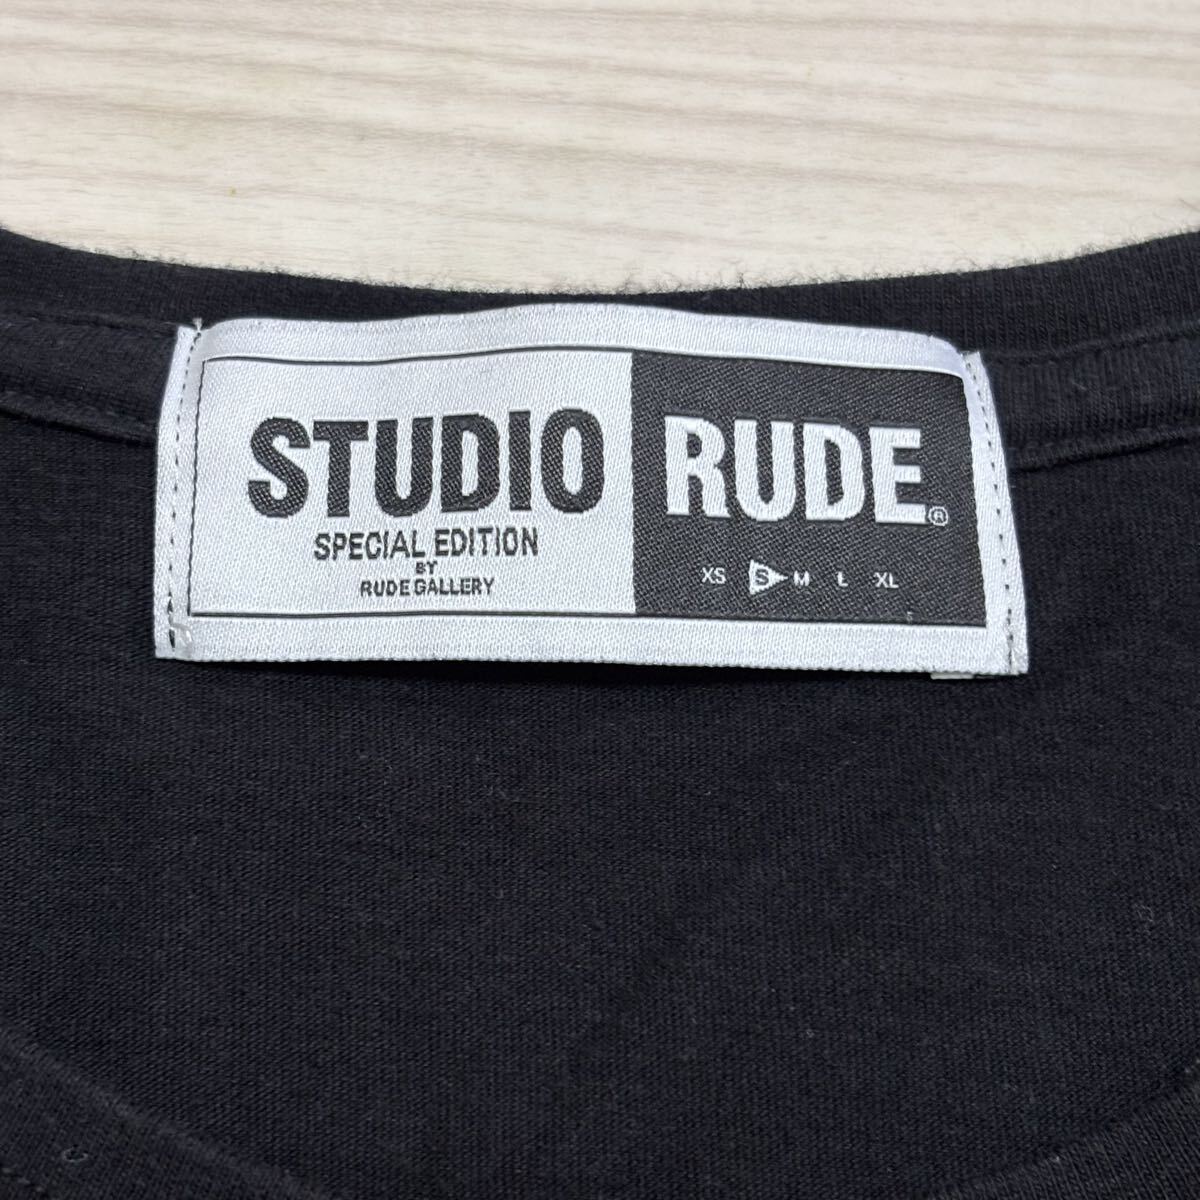 STUDIO RUDE®
SPECIAL EDITION
BY
RUDE GALLERY
XS S M L XL